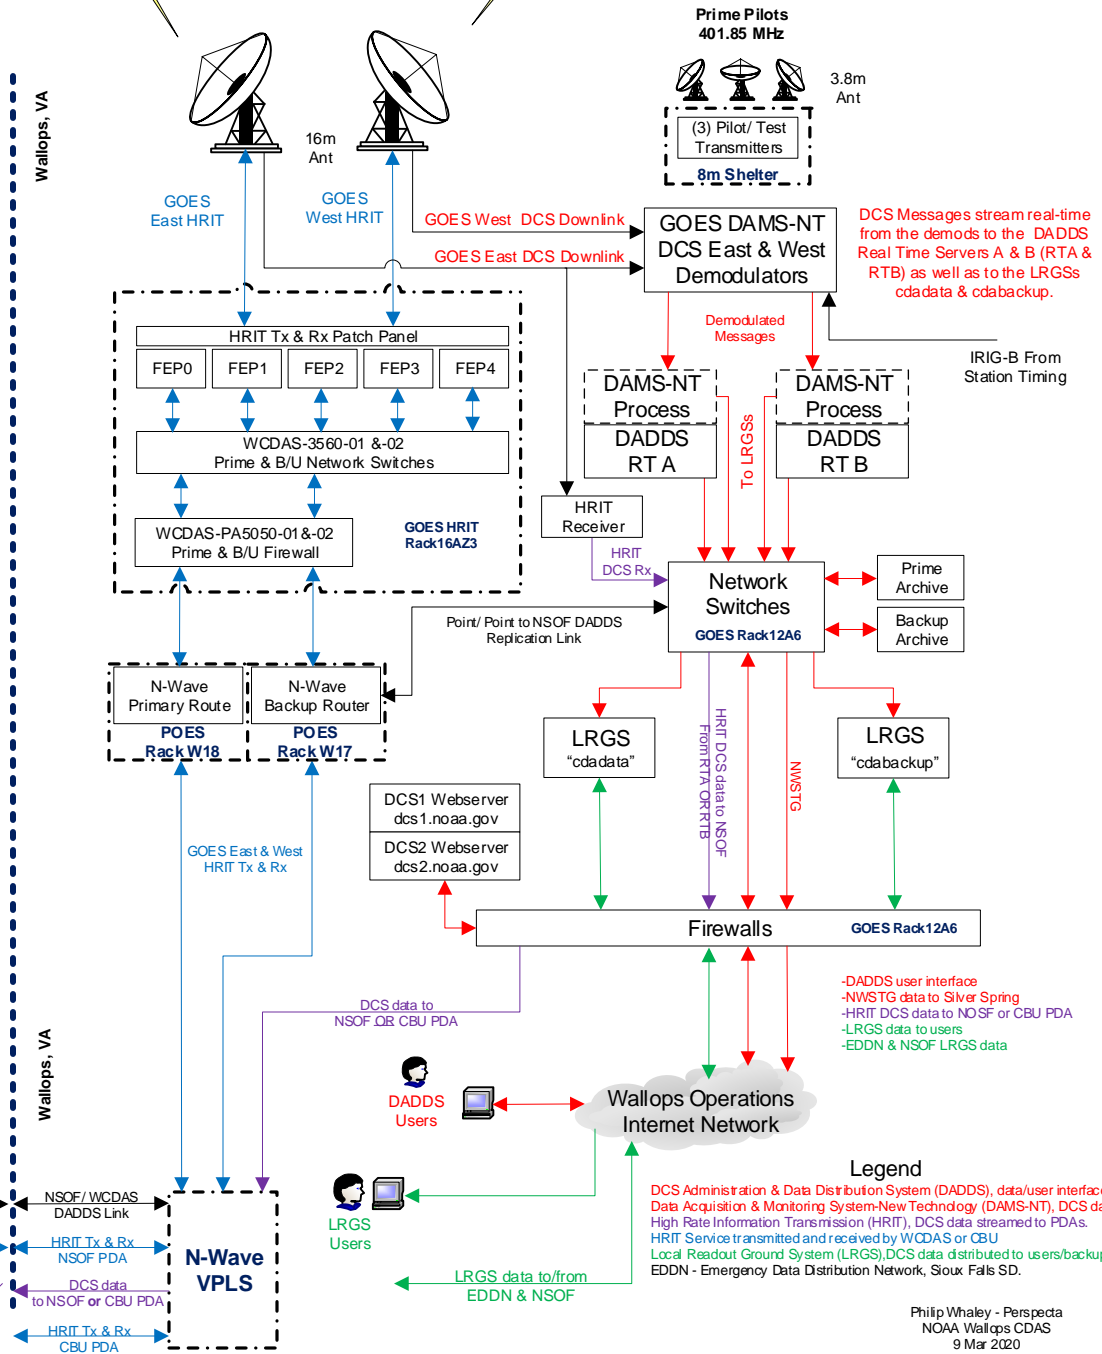 Prime Pilots
401.85 MHz
3.8m
Ant
(3) Pilot/ Test
Transmitters
8m Shelter
Wallops, VA
16m
Ant
GOES
East HRIT
GOES
West HRIT
GOES West DCS Downlink
GOES East DCS Downlink
GOES DAMS-NT
DCS East & West
Demodulators
DCS Messages stream real-time
from the demods to the DADDS
Real Time Servers A & B (RTA &
RTB) as well as to the LRGSs
cdadata & cdabackup.
Demodulated
Messages
IRIG-B From
Station Timing
HRIT Tx & Rx Patch Panel
FEP0
FEP1
FEP2
FEP3
FEP4
WCDAS-3560-01 &-02
Prime & B/U Network Switches
WCDAS-PA5050-01&-02
Prime & B/U Firewall
GOES HRIT
Rack16AZ3
DAMS-NT
Process
DADDS
RT A
To LRGSs
DAMS-NT
Process
DADDS
RT B
HRIT
Receiver
HRIT
DCS Rx
Network
Switches
GOES Rack12A6
Prime
Archive
Backup
Archive
Point/ Point to NSOF DADDS
Replication Link
N-Wave
Primary Route
POES
Rack W18
N-Wave
Backup Router
POES
Rack W17
LRGS
“cdadata”
HRIT DCS data to NSOF
From RTA OR RTB
NWSTG
LRGS
“cdabackup”
DCS1 Webserver
dcs1.noaa.gov
DCS2 Webserver
dcs2.noaa.gov
GOES East & West
HRIT Tx & Rx
Firewalls
GOES Rack12A6
DCS data to
NSOF OR CBU PDA
-DADDS user interface
-NWSTG data to Silver Spring
-HRIT DCS data to NOSF or CBU PDA
-LRGS data to users
-EDDN & NSOF LRGS data
Wallops, VA
DADDS
Users
Wallops Operations
Internet Network
LRGS
Users
LRGS data to/from
EDDN & NSOF
NSOF/ WCDAS
DADDS Link
HRIT Tx & Rx
NSOF PDA
DCS data
to NSOF or CBU PDA
HRIT Tx & Rx
CBU PDA
N-Wave
VPLS
Legend
DCS Administration & Data Distribution System (DADDS), data/user interface
Data Acquisition & Monitoring System-New Technology (DAMS-NT), DCS da
High Rate Information Transmission (HRIT), DCS data streamed to PDAs.
HRIT Service transmitted and received by WCDAS or CBU
Local Readout Ground System (LRGS),DCS data distributed to users/backup
EDDN - Emergency Data Distribution Network, Sioux Falls SD.
Philip Whaley - Perspecta
NOAA Wallops CDAS
9 Mar 2020